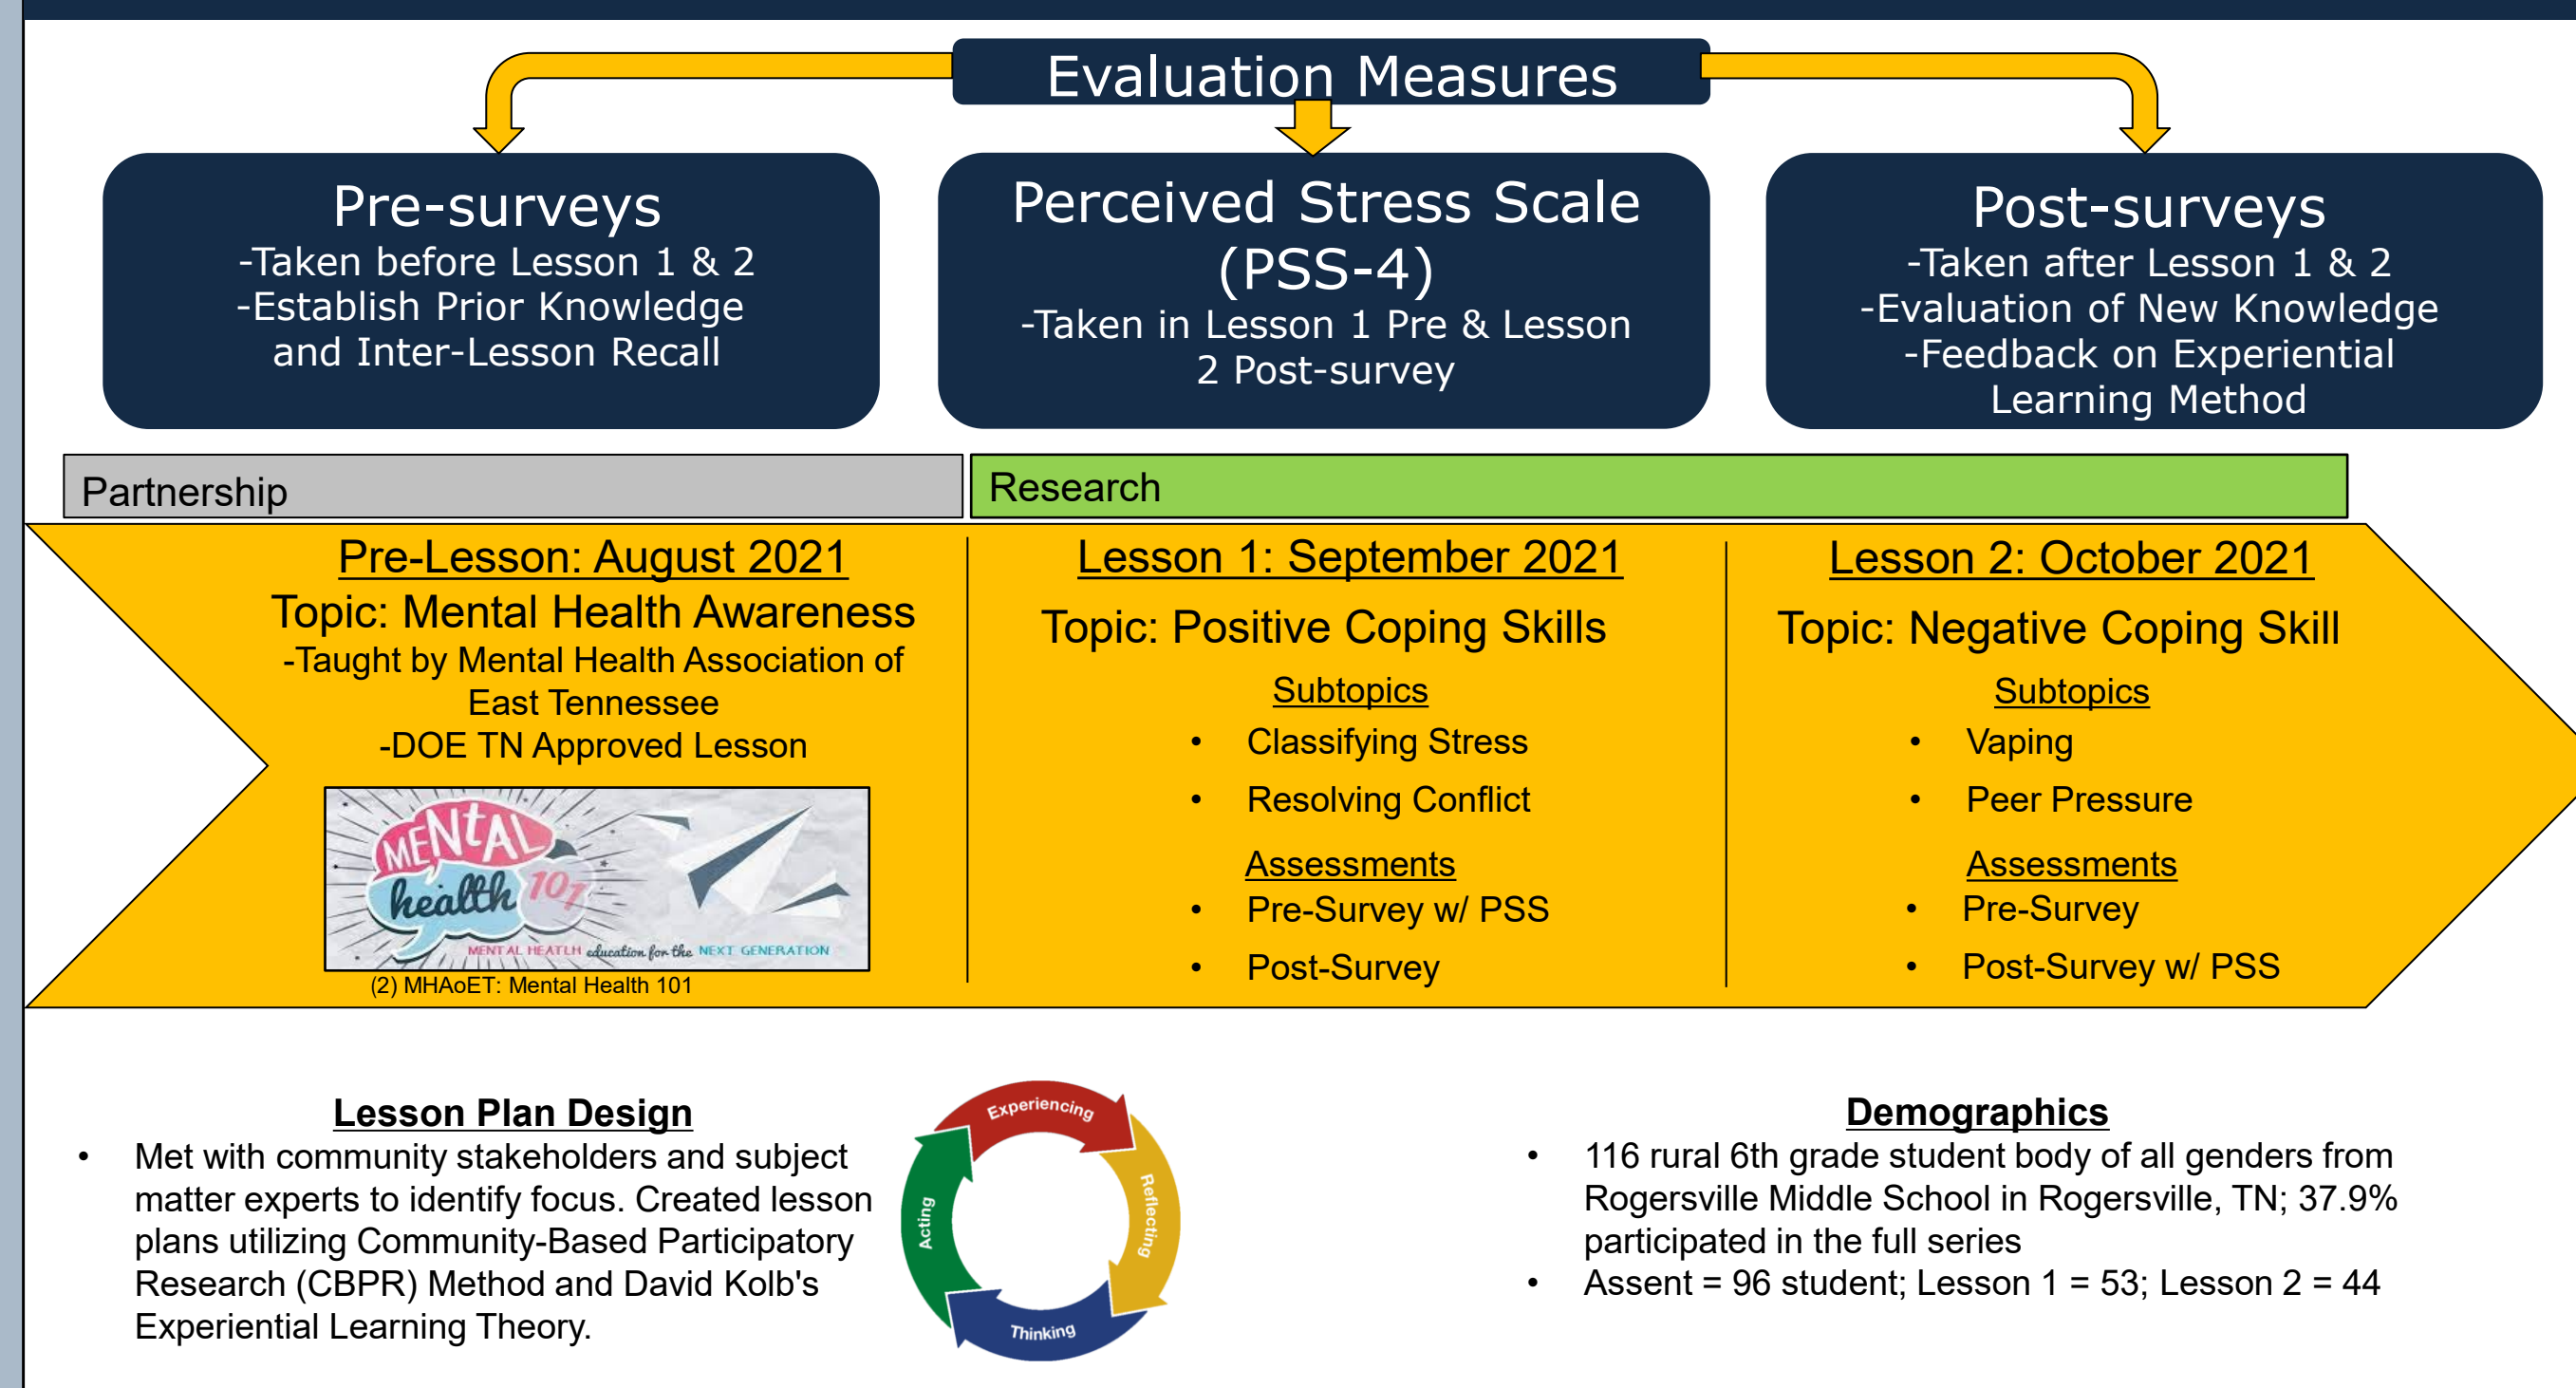 Evaluation Measures
Pre-surveys
-Taken before Lesson 1 & 2
-Establish Prior Knowledge
and Inter-Lesson Recall
Perceived Stress Scale
(PSS-4)
-Taken in Lesson 1 Pre & Lesson
2 Post-survey
Post-surveys
-Taken after Lesson 1 & 2
-Evaluation of New Knowledge
-Feedback on Experiential
Learning Method
Partnership
Research
Pre-Lesson: August 2021
Topic: Mental Health Awareness
-Taught by Mental Health Association of
East Tennessee
-DOE TN Approved Lesson
MENtAL
health 101
MENTAL HEATLH education for the NEXT GENERATION
(2) MHAoET: Mental Health 101
Lesson 1: September 2021
Topic: Positive Coping Skills
Subtopics
• Classifying Stress
• Resolving Conflict
Assessments
• Pre-Survey w/ PSS
• Post-Survey
Lesson 2: October 2021
Topic: Negative Coping Skill
Subtopics
• Vaping
• Peer Pressure
Assessments
• Pre-Survey
• Post-Survey w/ PSS
Lesson Plan Design
• Met with community stakeholders and subject
matter experts to identify focus. Created lesson
plans utilizing Community-Based Participatory
Research (CBPR) Method and David Kolb's
Experiential Learning Theory.
Experiencing
Reflecting
Thinking
Acting
Demographics
• 116 rural 6th grade student body of all genders from
Rogersville Middle School in Rogersville, TN; 37.9%
participated in the full series
• Assent = 96 student; Lesson 1 = 53; Lesson 2 = 44